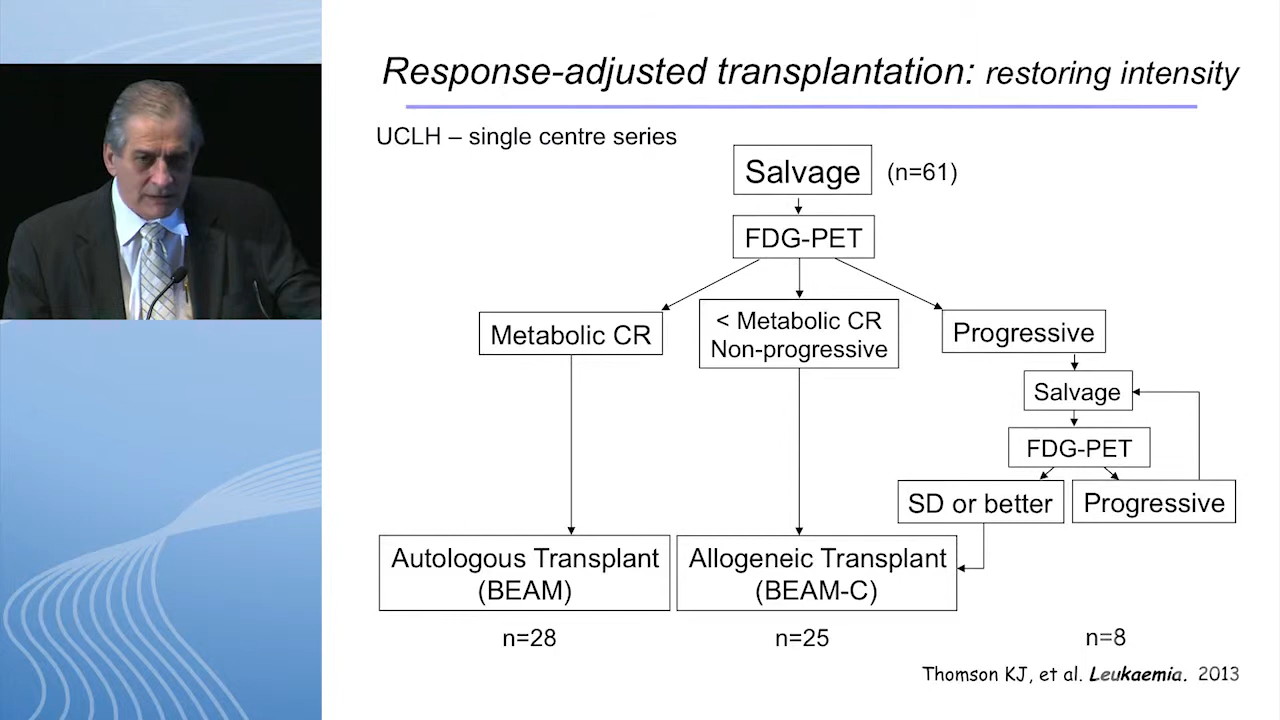 Response-adjusted transplantation: restoring intensity
UCLH – single centre series
Salvage (n=61)
FDG-PET
Metabolic CR
< Metabolic CR
Non-progressive
Progressive
Salvage
FDG-PET
SD or better
Progressive
Autologous Transplant
(BEAM)
Allogeneic Transplant
(BEAM-C)
n=28
n=25
n=8
Thomson KJ, et al. Leukaemia. 2013